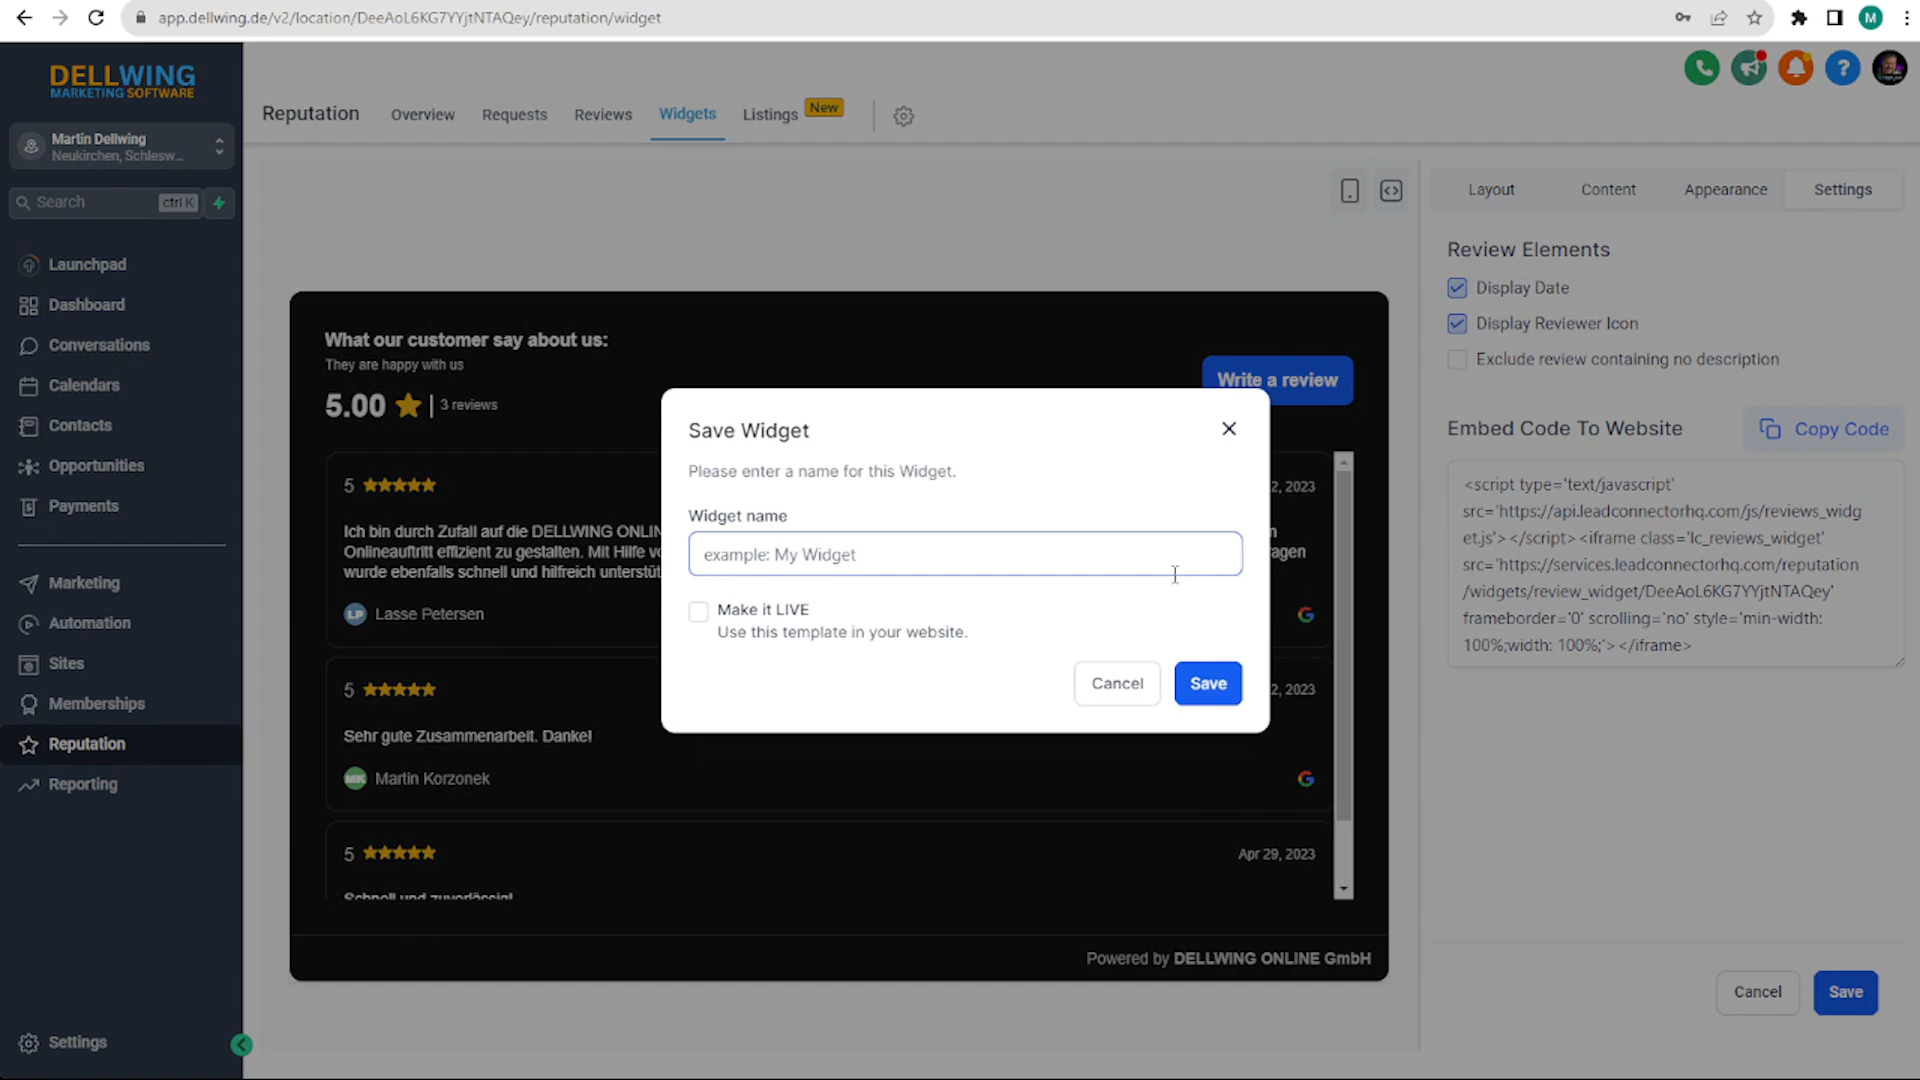 app.dellwing.de/v2/location/DeeAoL6KG7YYjtNTAQey/reputation/widget
M
DELLWING
MARKETING SOFTWARE
Martin Dellwing
Neukirchen, Schlesw...
Search
ctrl K
Launchpad
Dashboard
Conversations
Calendars
Contacts
Opportunities
Payments
Marketing
Automation
Sites
Memberships
Reputation
Reporting
Settings
Reputation
Overview
Requests
Reviews
Widgets
Listings
New
What our customer say about us:
They are happy with us
5.00
3 reviews
Write a review
5
2, 2023
Ich bin durch Zufall auf die DELLWING ONLIN
Onlineauftritt effizient zu gestalten. Mit Hilfe vo
wurde ebenfalls schnell und hilfreich unterstüt
n
agen
LP
Lasse Petersen
G
5
2, 2023
Sehr gute Zusammenarbeit. Danke!
MK
Martin Korzonek
G
5
Apr 29, 2023
Schnell und zuverlässig!
Powered by DELLWING ONLINE GmbH
Save Widget
Please enter a name for this Widget.
Widget name
example: My Widget
Make it LIVE
Use this template in your website.
Cancel
Save
Layout
Content
Appearance
Settings
Review Elements
Display Date
Display Reviewer Icon
Exclude review containing no description
Embed Code To Website
Copy Code
<script type='text/javascript'
src='https://api.leadconnectorhq.com/js/reviews_widg
et.js'></script><iframe class='lc_reviews_widget'
src='https://services.leadconnectorhq.com/reputation
/widgets/review_widget/DeeAoL6KG7YYjtNTAQey'
frameborder='0' scrolling='no' style='min-width:
100%;width: 100%;'></iframe>
Cancel
Save